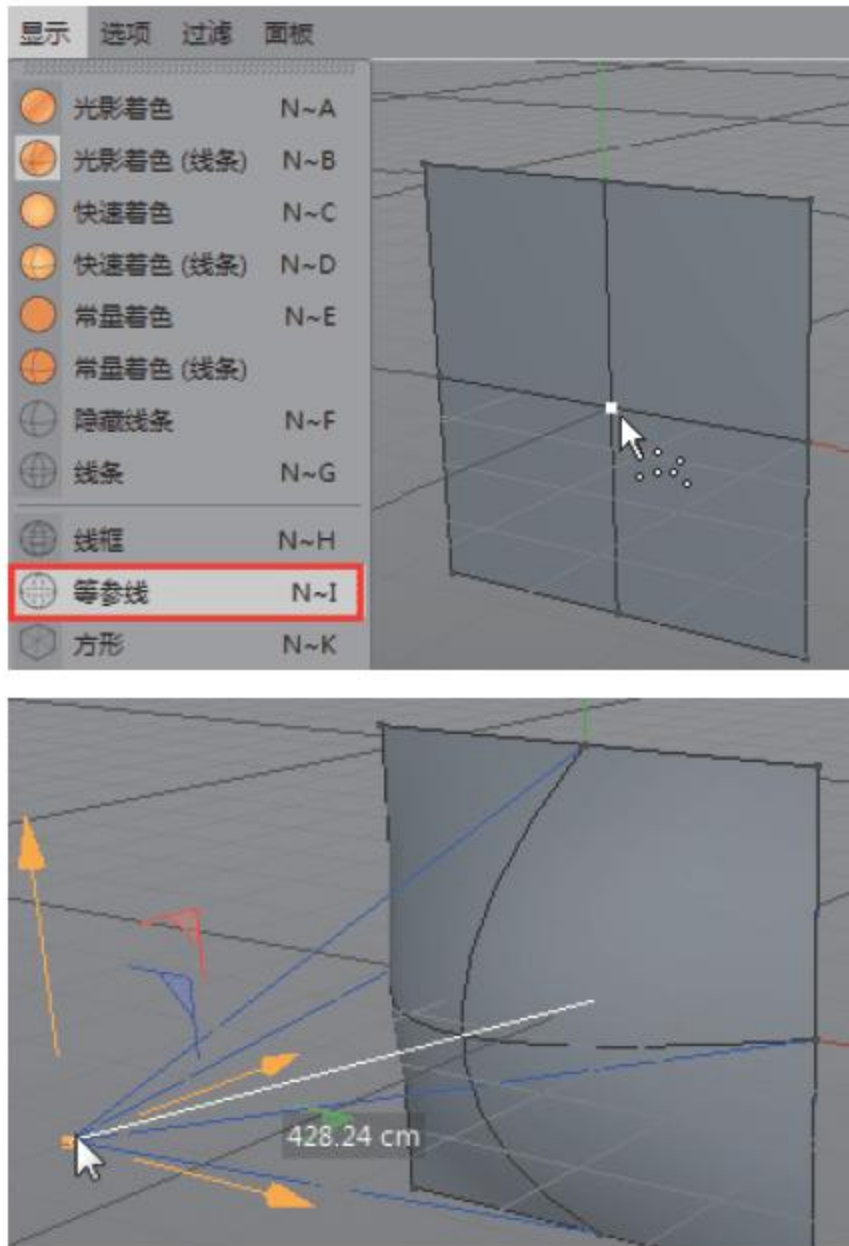 显示 选项 过滤 面板
光影着色 N~A
光影着色 (线条) N~B
快速着色 N~C
快速着色 (线条) N~D
常量着色 N~E
常量着色 (线条)
隐藏线条 N~F
线条 N~G
线框 N~H
等参线 N~I
方形 N~K
428.24 cm